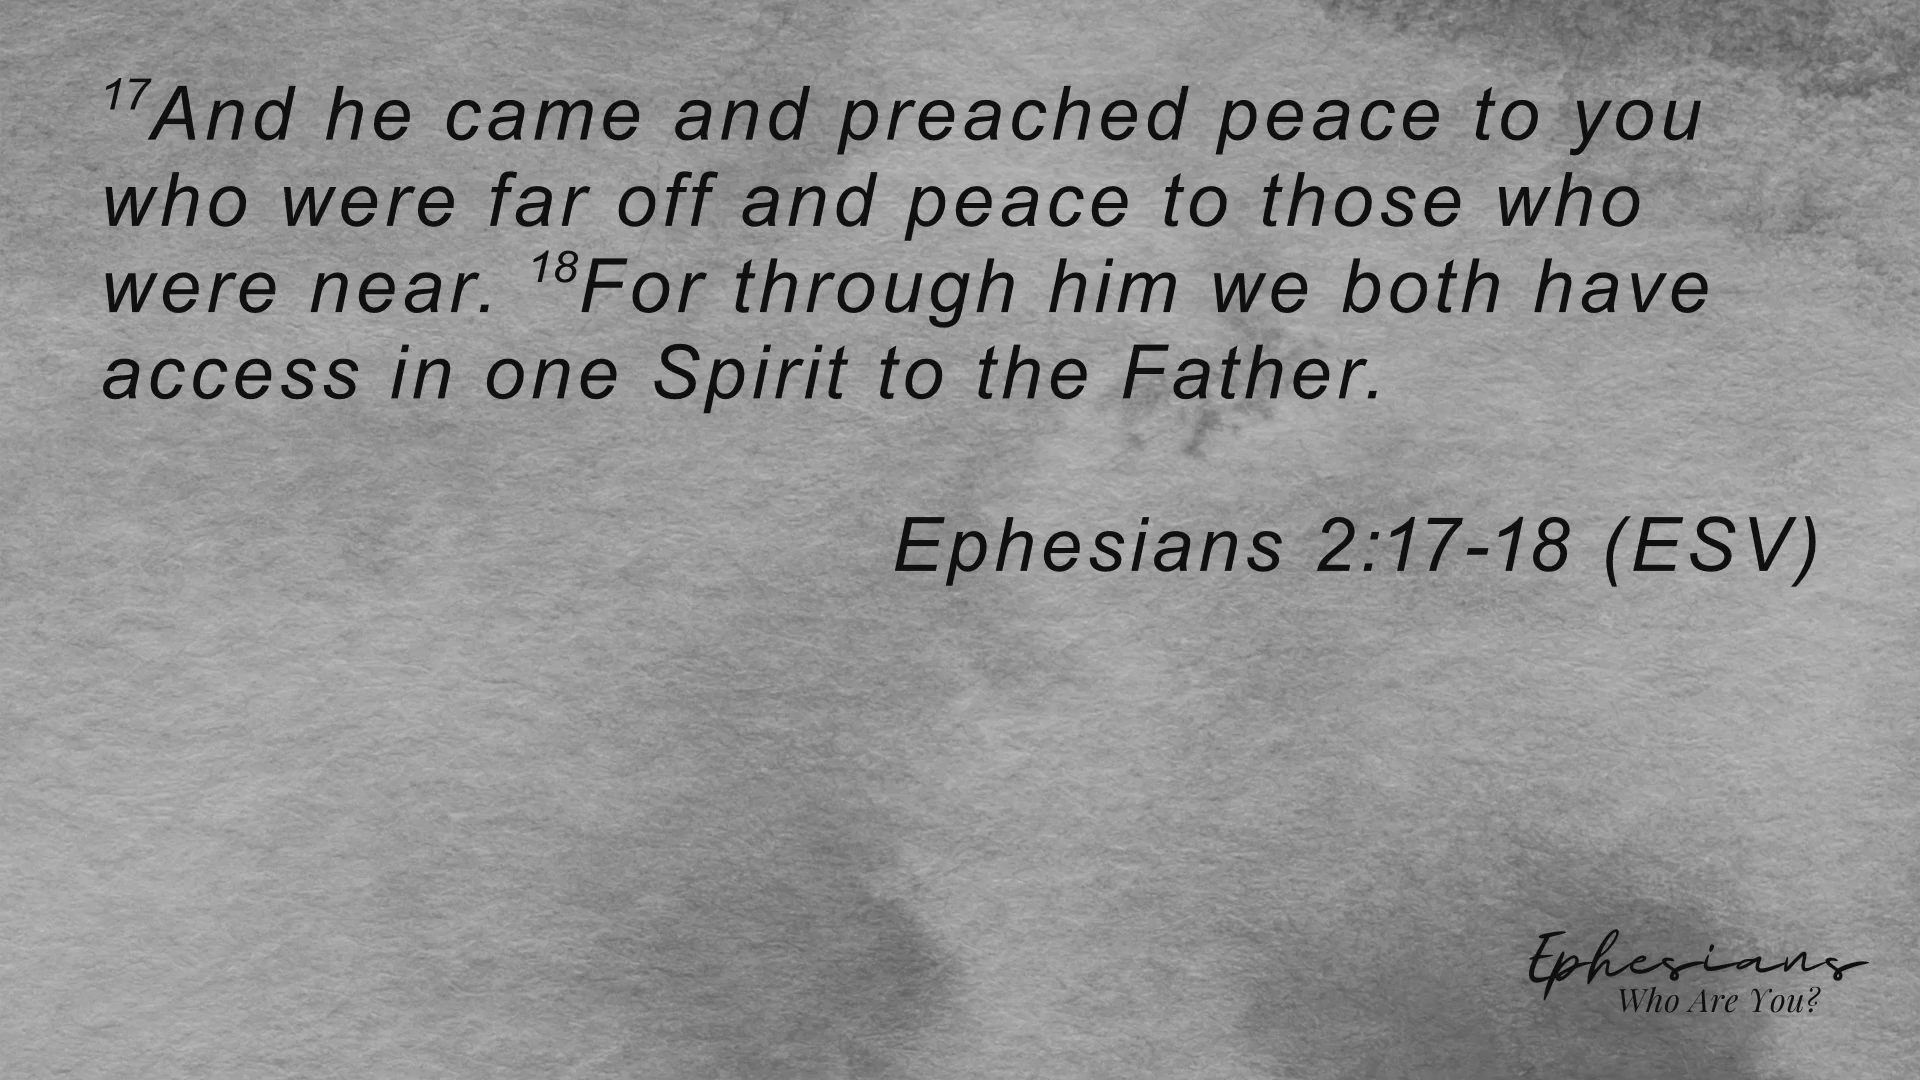 ¹⁷And he came and preached peace to you
who were far off and peace to those who
were near. ¹⁸For through him we both have
access in one Spirit to the Father.
Ephesians 2:17-18 (ESV)
Ephesians
Who Are You?